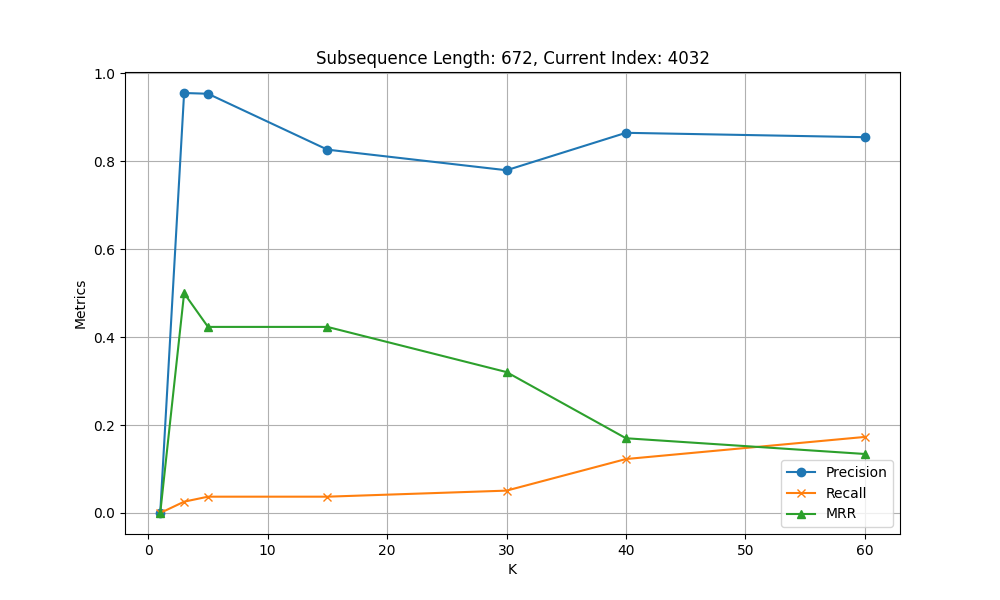 Subsequence Length: 672, Current Index: 4032
1.0
0.8
0.6
0.4
0.2
0.0
Metrics
0
10
20
30
40
50
60
K
Precision
Recall
MRR